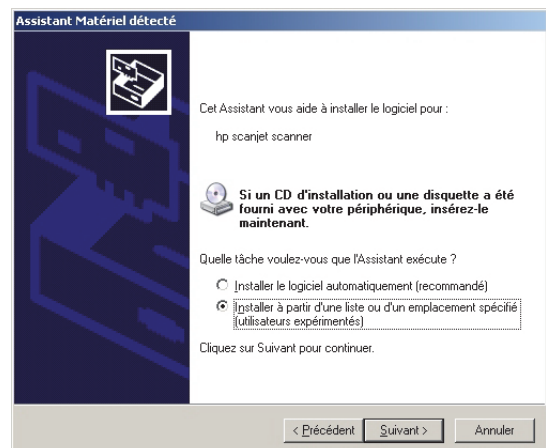 Assistant Matériel détecté
Cet Assistant vous aide à installer le logiciel pour :
hp scanjet scanner
Si un CD d'installation ou une disquette a été
fourni avec votre périphérique, insérez-le
maintenant.
Quelle tâche voulez-vous que l'Assistant exécute ?
Installer le logiciel automatiquement (recommandé)
Installer à partir d'une liste ou d'un emplacement spécifié
(utilisateurs expérimentés)
Cliquez sur Suivant pour continuer.
< Précédent Suivant > Annuler